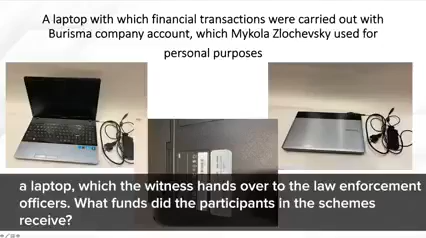 A laptop with which financial transactions were carried out with
Burisma company account, which Mykola Zlochevsky used for
personal purposes
a laptop, which the witness hands over to the law enforcement
officers. What funds did the participants in the schemes
receive?